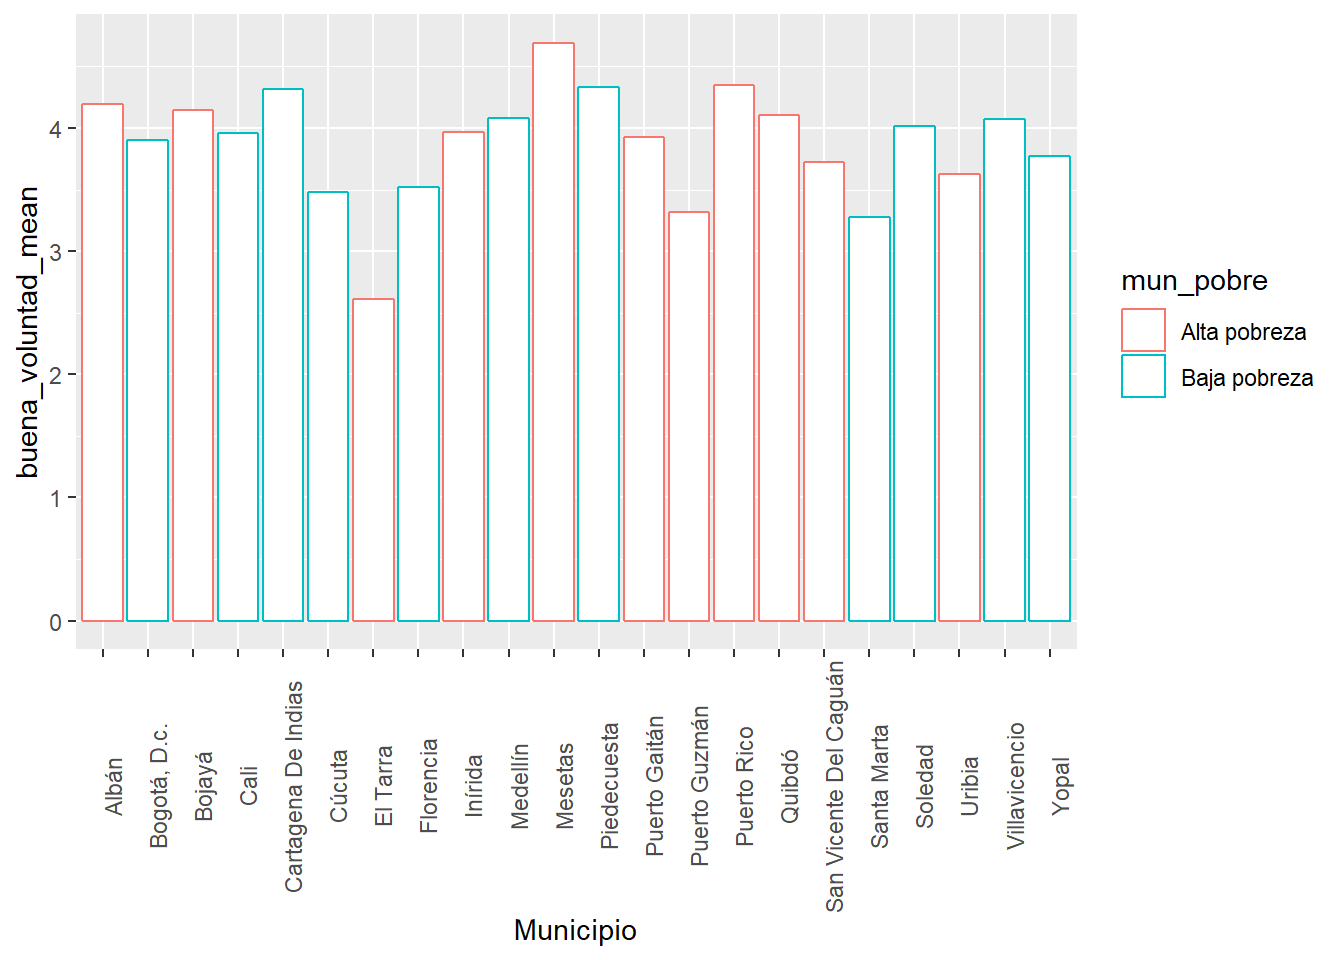 buena_voluntad_mean
4
3
2
1
0
Albán
Bogotá, D.c.
Bojayá
Cali
Cartagena De Indias
Cúcuta
El Tarra
Florencia
Inírida
Medellín
Mesetas
Piedecuesta
Puerto Gaitán
Puerto Guzmán
Puerto Rico
Quibdó
San Vicente Del Caguán
Santa Marta
Soledad
Uribia
Villavicencio
Yopal
Municipio
mun_pobre
Alta pobreza
Baja pobreza